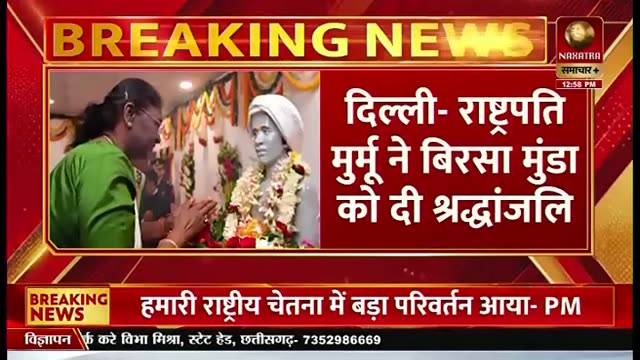 BREAKING NEWS
NAXATRA
समाचार+
12:58 PM
दिल्ली- राष्ट्रपति
मुर्मू ने बिरसा मुंडा
को दी श्रद्धांजलि
BREAKING
NEWS
हमारी राष्ट्रीय चेतना में बड़ा परिवर्तन आया- PM
विज्ञापन
र्क करे विभा मिश्रा, स्टेट हेड, छत्तीसगढ़- 7352986669